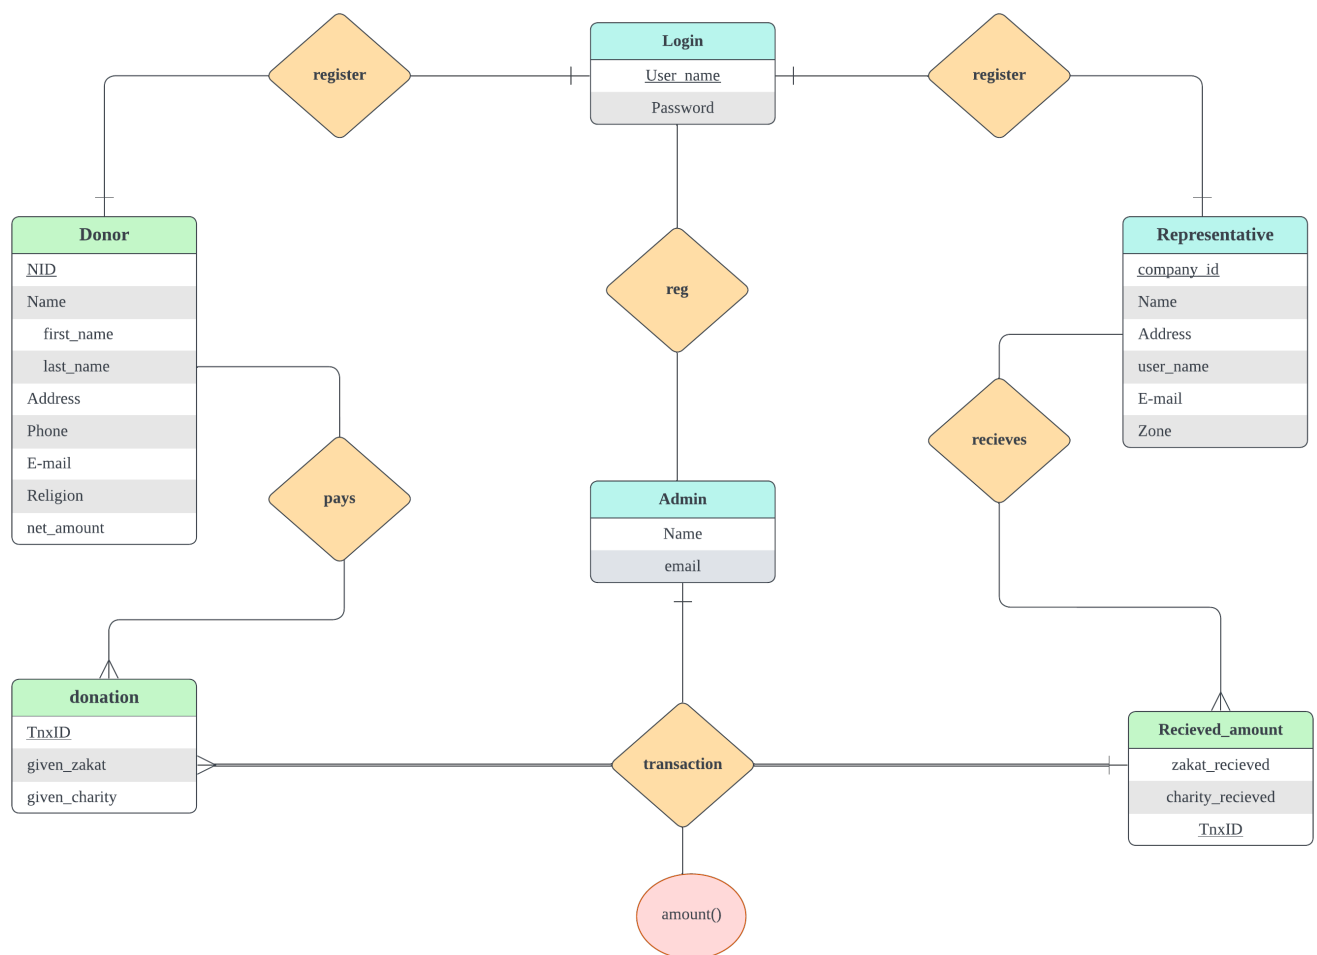 register
Login
User_name
Password
register
Donor
NID
Name
first_name
last_name
Address
Phone
E-mail
Religion
net_amount
reg
Representative
company_id
Name
Address
user_name
E-mail
Zone
recieves
pays
Admin
Name
email
donation
TnxID
given_zakat
given_charity
transaction
Recieved_amount
zakat_recieved
charity_recieved
TnxID
amount()